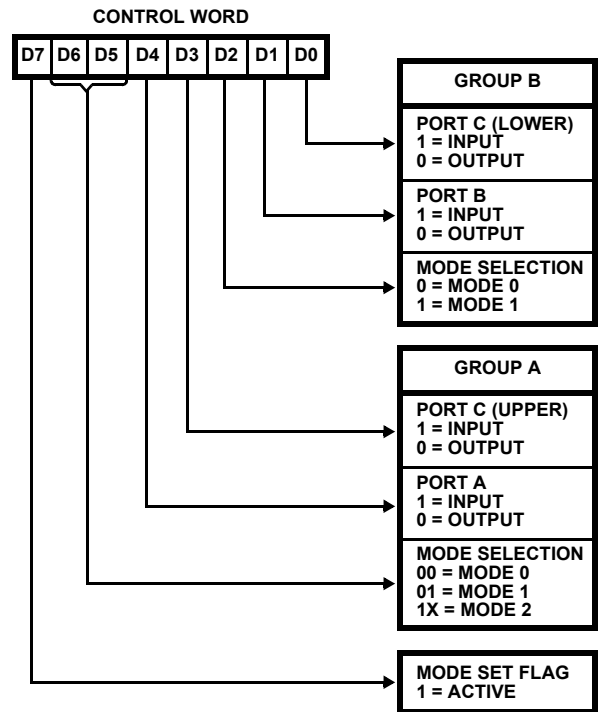 CONTROL WORD
D7 D6 D5 D4 D3 D2 D1 D0
GROUP B
PORT C (LOWER)
1 = INPUT
0 = OUTPUT
PORT B
1 = INPUT
0 = OUTPUT
MODE SELECTION
0 = MODE 0
1 = MODE 1
GROUP A
PORT C (UPPER)
1 = INPUT
0 = OUTPUT
PORT A
1 = INPUT
0 = OUTPUT
MODE SELECTION
00 = MODE 0
01 = MODE 1
1X = MODE 2
MODE SET FLAG
1 = ACTIVE